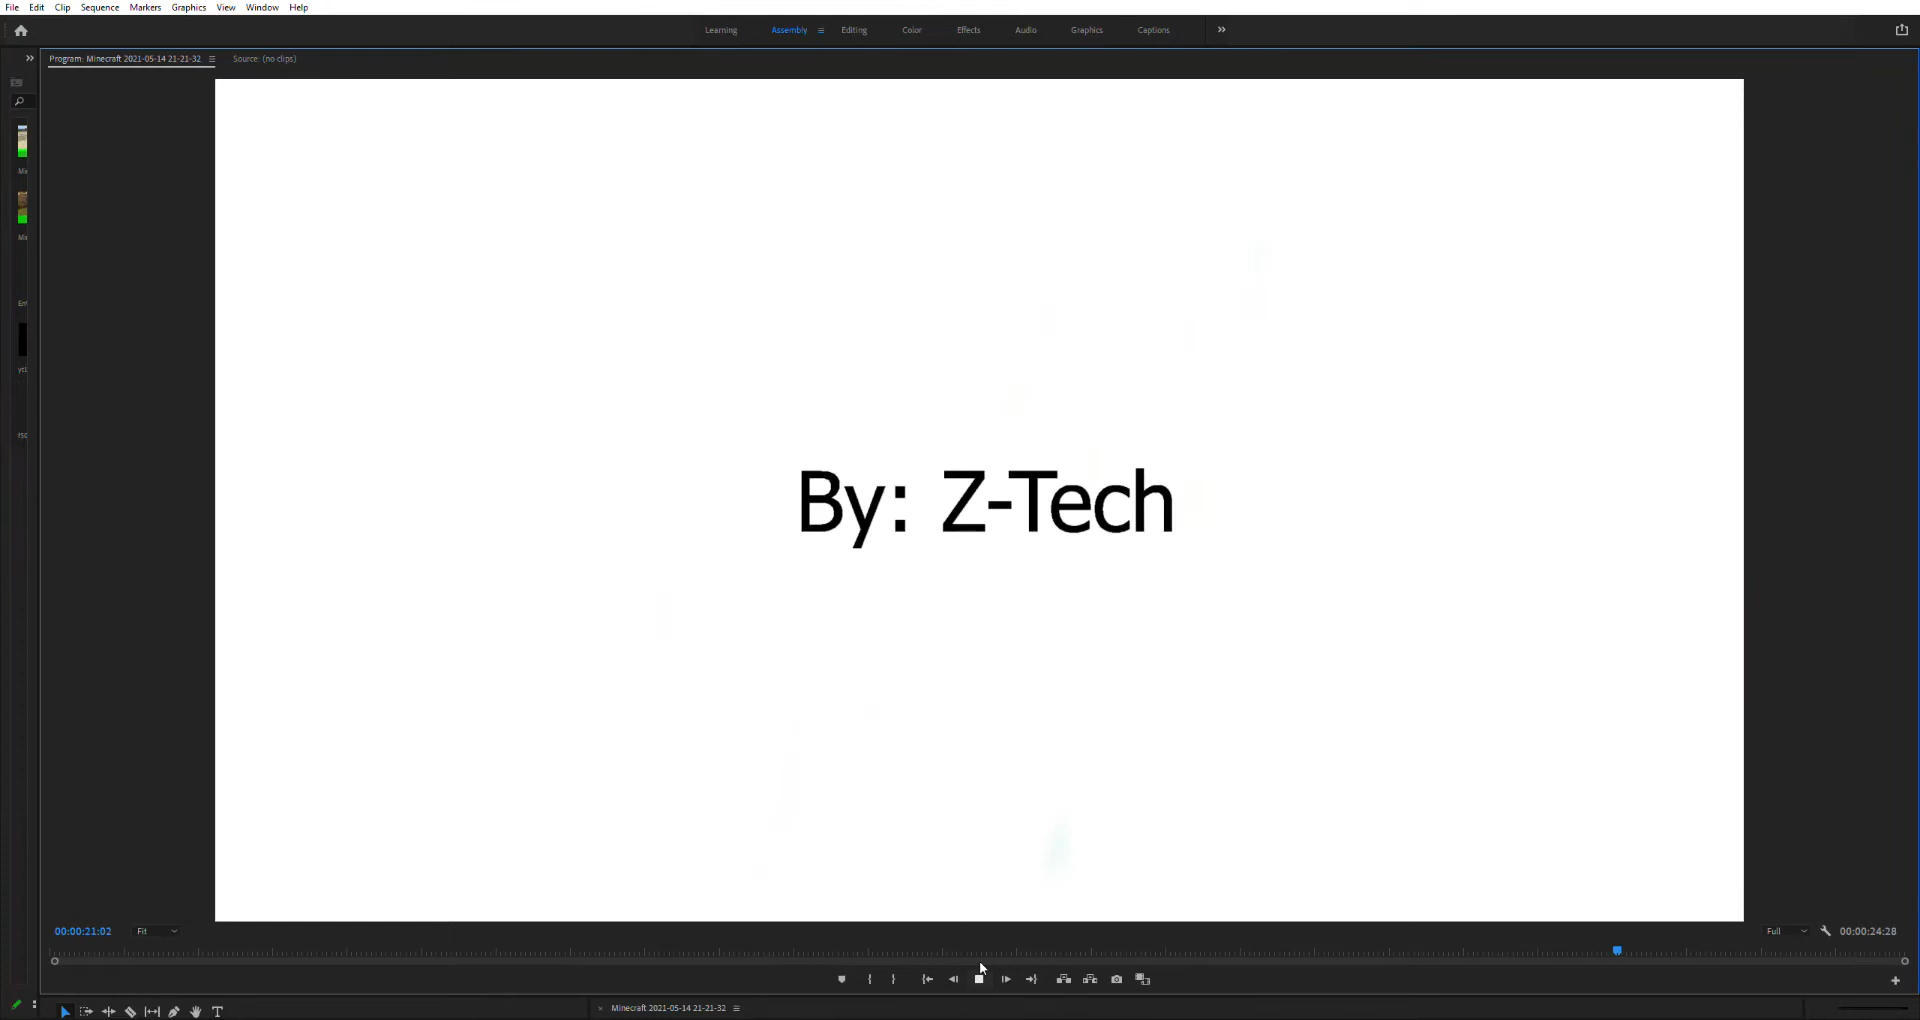 File Edit Clip Sequence Markers Graphics View Window Help
Learning Assembly Editing Color Effects Audio Graphics Captions
Program: Minecraft 2021-05-14 21-21-32 Source: (no clips)
By: Z-Tech
00:00:21:02 Fit Full 00:00:24:28
Minecraft 2021-05-14 21-21-32